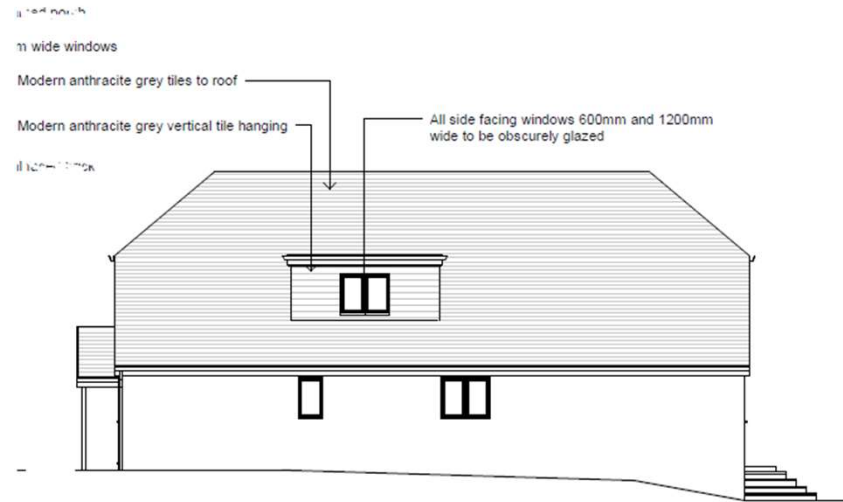 wide windows
Modern anthracite grey tiles to roof
All side facing windows 600mm and 1200mm
Modern anthracite grey vertical tile hanging
wide to be obscurely glazed